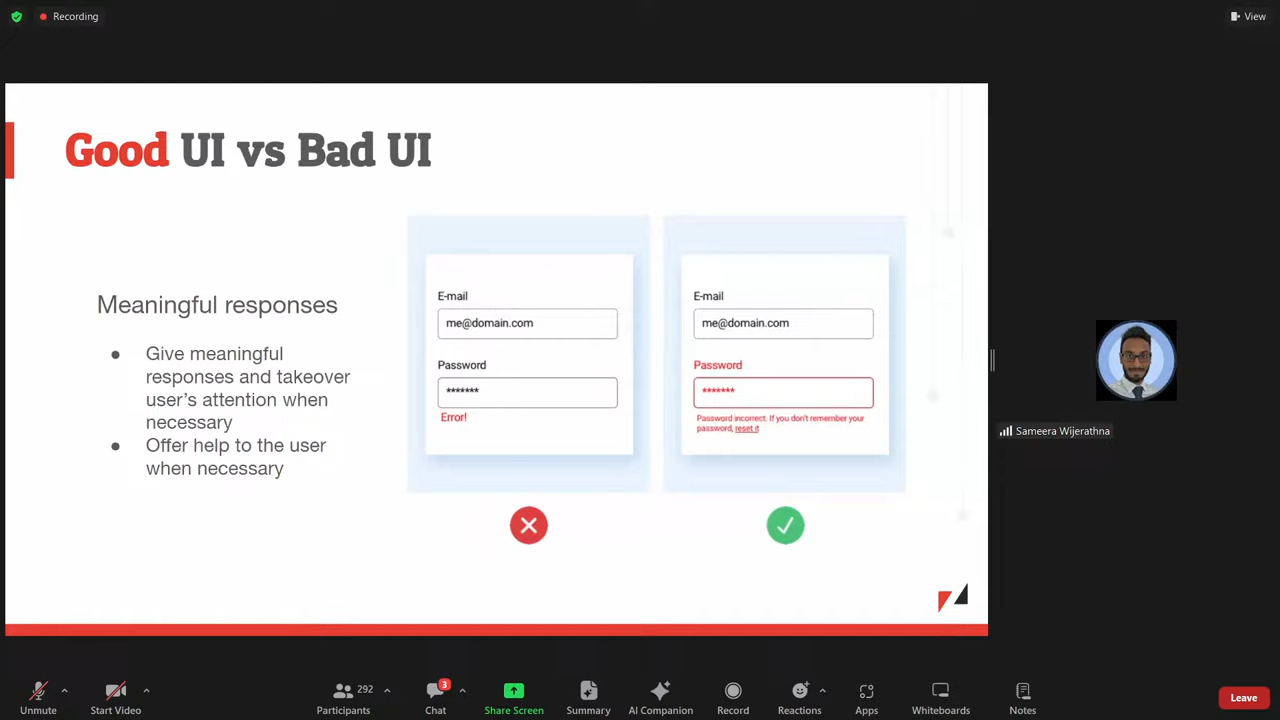 Recording
View
Good UI vs Bad UI
Meaningful responses
● Give meaningful
responses and takeover
user's attention when
necessary
● Offer help to the user
when necessary
E-mail
me@domain.com
Password
*******
Error!
E-mail
me@domain.com
Password
*******
Password incorrect. If you don't remember your
password, reset it
Sameera Wijerathna
Unmute
Start Video
292
Participants
3
Chat
Share Screen
Summary
AI Companion
Record
Reactions
Apps
Whiteboards
Notes
Leave